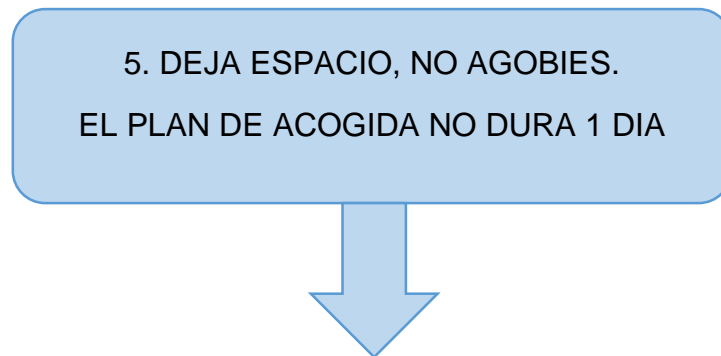 5. DEJA ESPACIO, NO AGOBIES.
EL PLAN DE ACOGIDA NO DURA 1 DIA